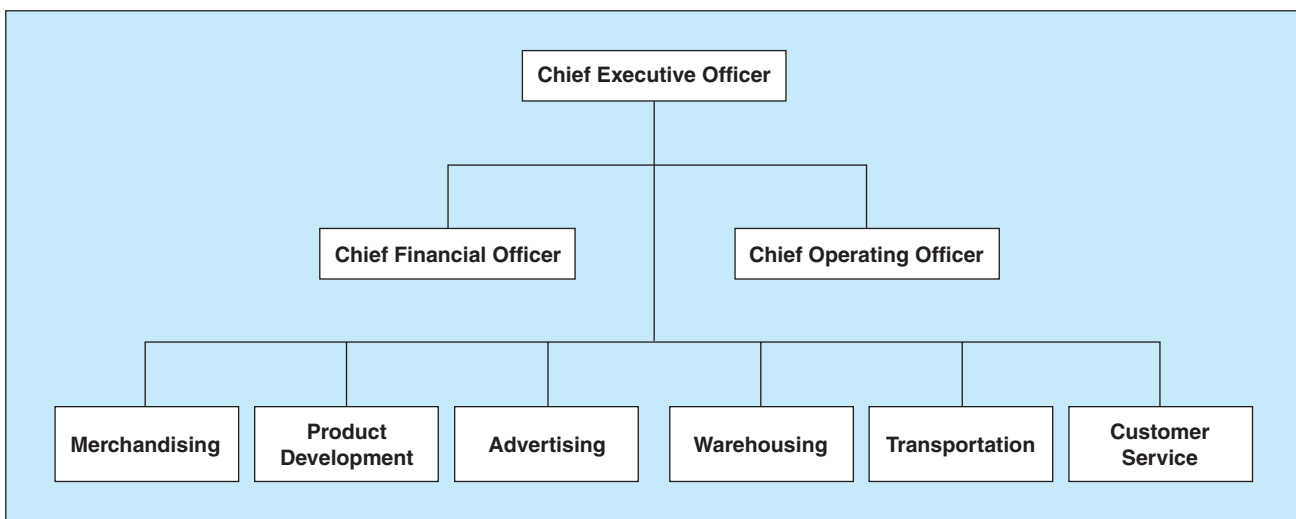 Chief Executive Officer
Chief Financial Officer
Chief Operating Officer
Merchandising
Product
Development
Advertising
Warehousing
Transportation
Customer
Service